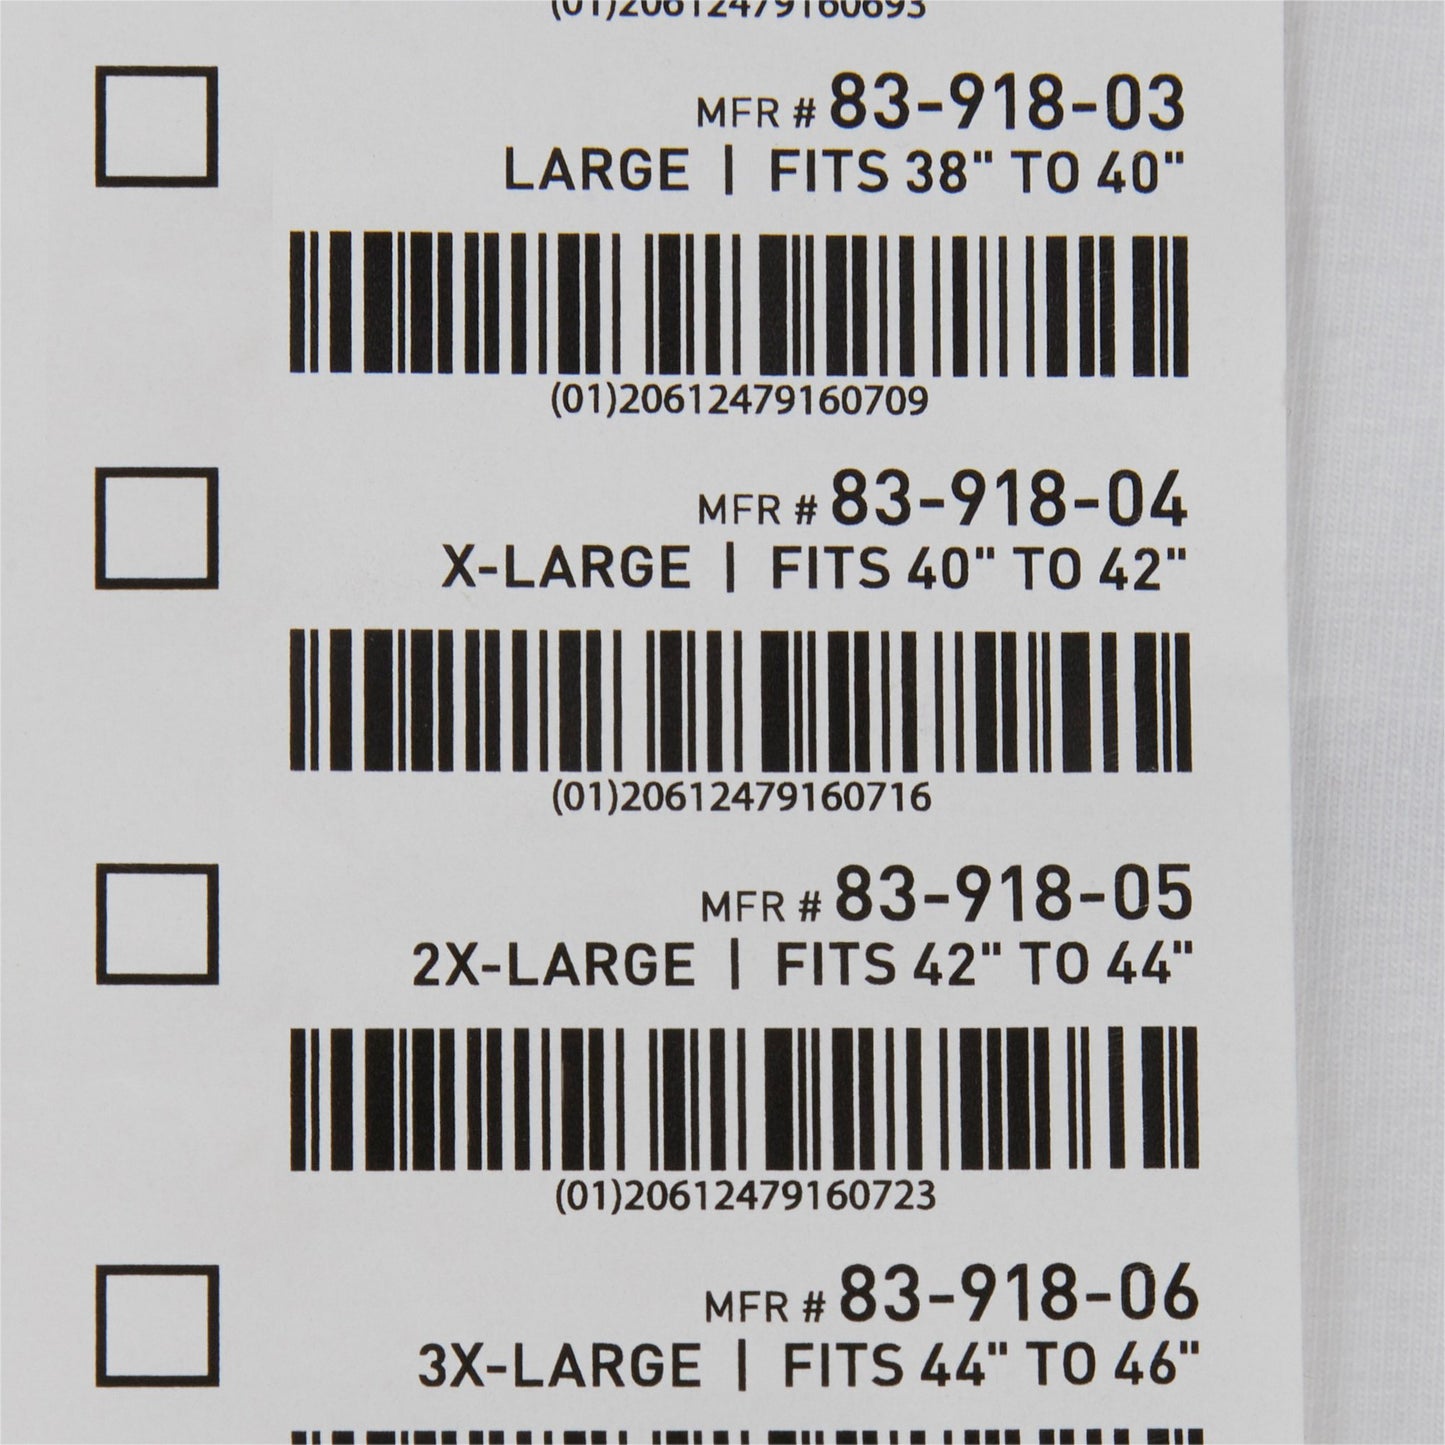 (01)20612479160693
MFR # 83-918-03
LARGE | FITS 38" TO 40"
(01)20612479160709
MFR # 83-918-04
X-LARGE | FITS 40" TO 42"
(01)20612479160716
MFR # 83-918-05
2X-LARGE | FITS 42" TO 44"
(01)20612479160723
MFR # 83-918-06
3X-LARGE | FITS 44" TO 46"